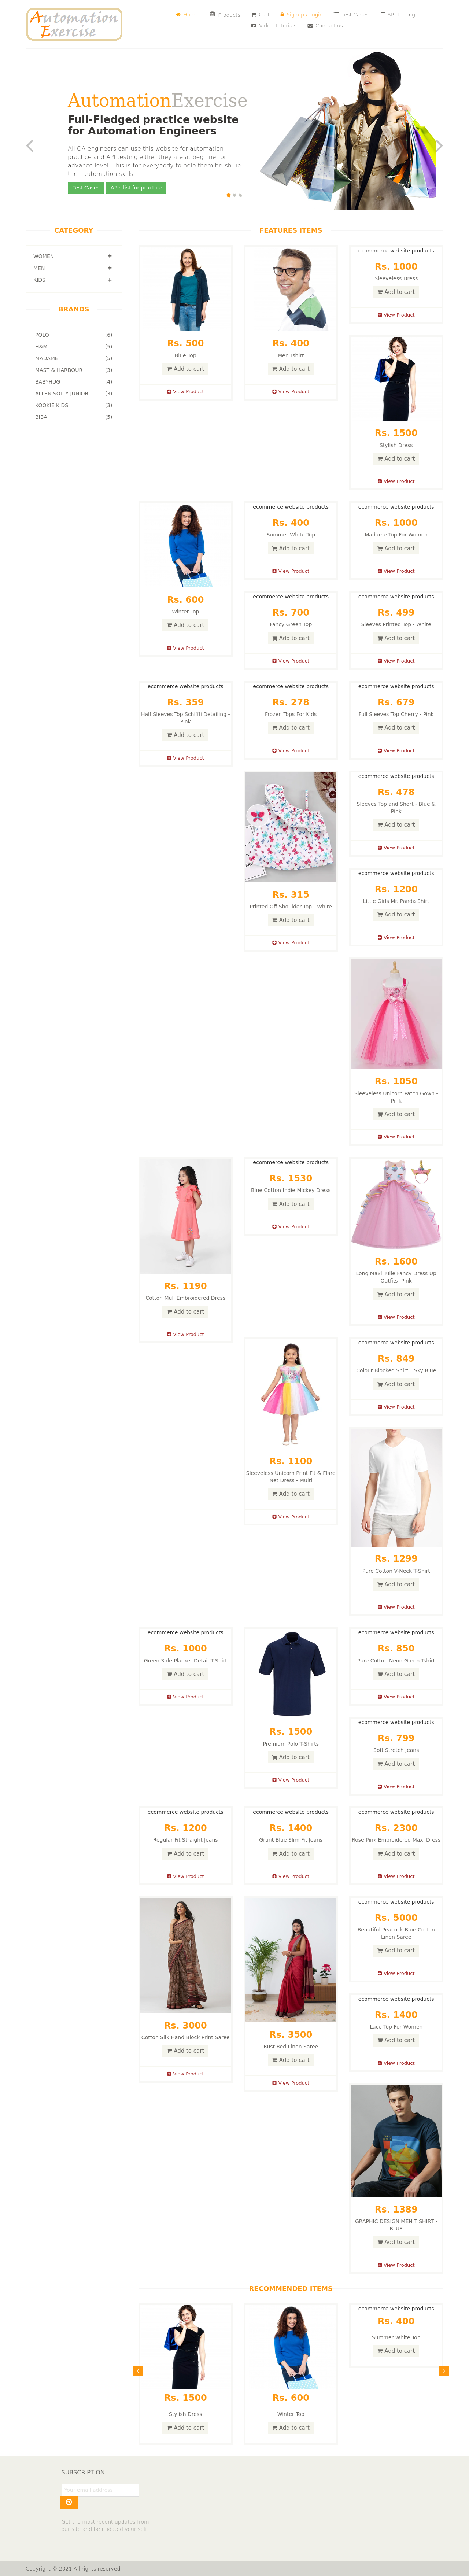 Automation
Exercise
Home
Products
Cart
Signup / Login
Test Cases
API Testing
Video Tutorials
Contact us
AutomationExercise
Full-Fledged practice website
for Automation Engineers
All QA engineers can use this website for automation
practice and API testing either they are at beginner or
advance level. This is for everybody to help them brush up
their automation skills.
Test Cases
APIs list for practice
CATEGORY
WOMEN
MEN
KIDS
BRANDS
POLO (6)
H&M (5)
MADAME (5)
MAST & HARBOUR (3)
BABYHUG (4)
ALLEN SOLLY JUNIOR (3)
KOOKIE KIDS (3)
BIBA (5)
FEATURES ITEMS
Rs. 500
Blue Top
Add to cart
View Product
Rs. 400
Men Tshirt
Add to cart
View Product
ecommerce website products
Rs. 1000
Sleeveless Dress
Add to cart
View Product
Rs. 1500
Stylish Dress
Add to cart
View Product
Rs. 600
Winter Top
Add to cart
View Product
ecommerce website products
Rs. 400
Summer White Top
Add to cart
View Product
ecommerce website products
Rs. 1000
Madame Top For Women
Add to cart
View Product
ecommerce website products
Rs. 700
Fancy Green Top
Add to cart
View Product
ecommerce website products
Rs. 499
Sleeves Printed Top - White
Add to cart
View Product
ecommerce website products
Rs. 359
Half Sleeves Top Schiffli Detailing -
Pink
Add to cart
View Product
ecommerce website products
Rs. 278
Frozen Tops For Kids
Add to cart
View Product
ecommerce website products
Rs. 679
Full Sleeves Top Cherry - Pink
Add to cart
View Product
Rs. 315
Printed Off Shoulder Top - White
Add to cart
View Product
ecommerce website products
Rs. 478
Sleeves Top and Short - Blue &
Pink
Add to cart
View Product
ecommerce website products
Rs. 1200
Little Girls Mr. Panda Shirt
Add to cart
View Product
Rs. 1050
Sleeveless Unicorn Patch Gown -
Pink
Add to cart
View Product
Rs. 1190
Cotton Mull Embroidered Dress
Add to cart
View Product
ecommerce website products
Rs. 1530
Blue Cotton Indie Mickey Dress
Add to cart
View Product
Rs. 1600
Long Maxi Tulle Fancy Dress Up
Outfits -Pink
Add to cart
View Product
Rs. 1100
Sleeveless Unicorn Print Fit & Flare
Net Dress - Multi
Add to cart
View Product
ecommerce website products
Rs. 849
Colour Blocked Shirt – Sky Blue
Add to cart
View Product
Rs. 1299
Pure Cotton V-Neck T-Shirt
Add to cart
View Product
ecommerce website products
Rs. 1000
Green Side Placket Detail T-Shirt
Add to cart
View Product
Rs. 1500
Premium Polo T-Shirts
Add to cart
View Product
ecommerce website products
Rs. 850
Pure Cotton Neon Green Tshirt
Add to cart
View Product
ecommerce website products
Rs. 799
Soft Stretch Jeans
Add to cart
View Product
ecommerce website products
Rs. 1200
Regular Fit Straight Jeans
Add to cart
View Product
ecommerce website products
Rs. 1400
Grunt Blue Slim Fit Jeans
Add to cart
View Product
ecommerce website products
Rs. 2300
Rose Pink Embroidered Maxi Dress
Add to cart
View Product
Rs. 3000
Cotton Silk Hand Block Print Saree
Add to cart
View Product
Rs. 3500
Rust Red Linen Saree
Add to cart
View Product
ecommerce website products
Rs. 5000
Beautiful Peacock Blue Cotton
Linen Saree
Add to cart
View Product
ecommerce website products
Rs. 1400
Lace Top For Women
Add to cart
View Product
Rs. 1389
GRAPHIC DESIGN MEN T SHIRT -
BLUE
Add to cart
View Product
RECOMMENDED ITEMS
Rs. 1500
Stylish Dress
Add to cart
Rs. 600
Winter Top
Add to cart
ecommerce website products
Rs. 400
Summer White Top
Add to cart
SUBSCRIPTION
Your email address
Get the most recent updates from
our site and be updated your self...
Copyright © 2021 All rights reserved